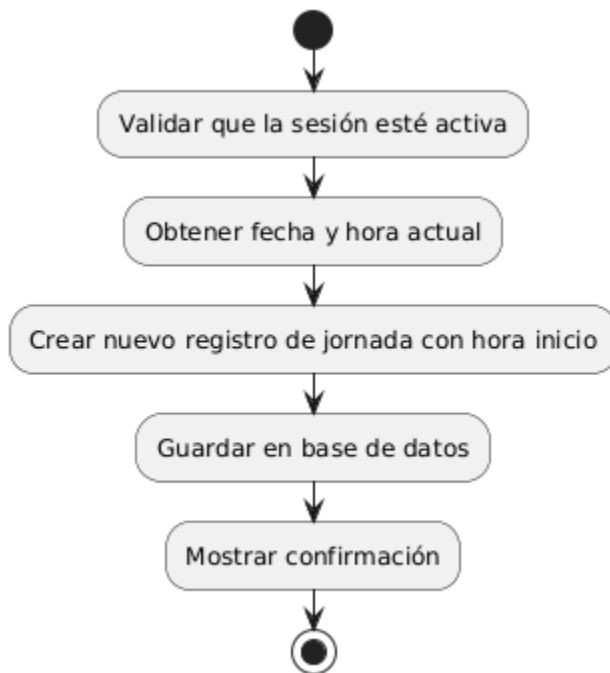 Validar que la sesión esté activa
Obtener fecha y hora actual
Crear nuevo registro de jornada con hora inicio
Guardar en base de datos
Mostrar confirmación